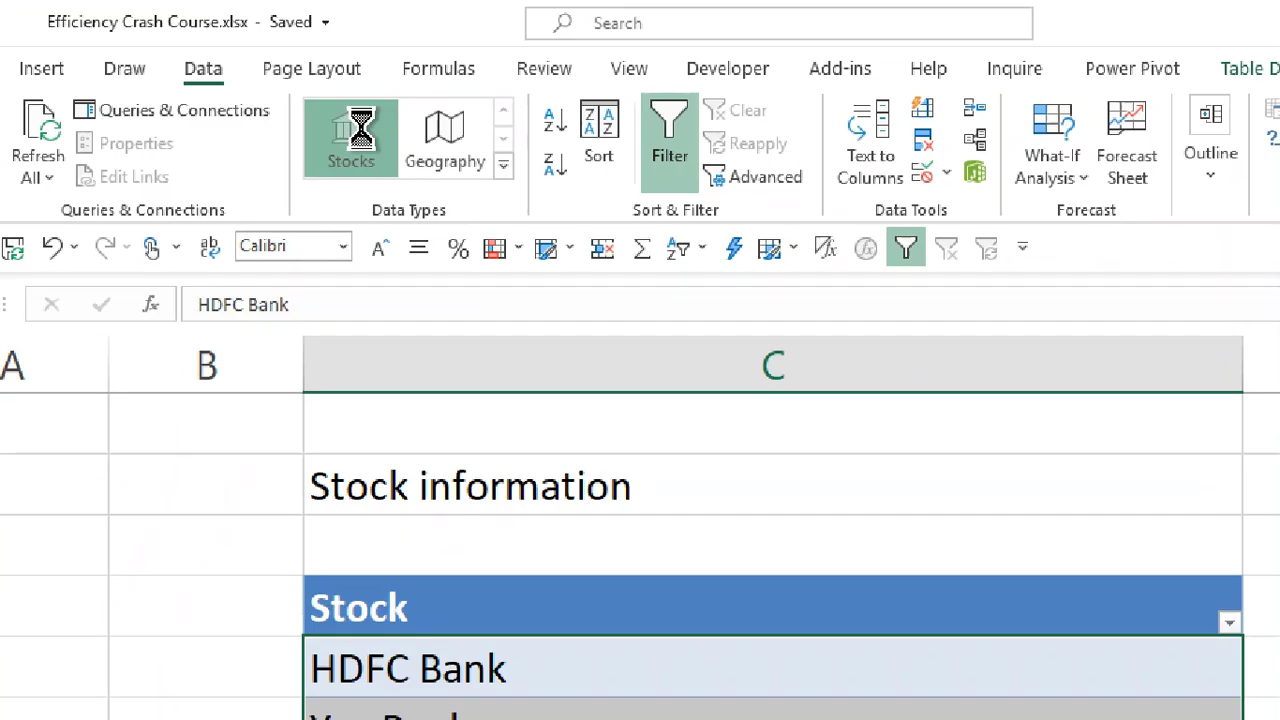 Efficiency Crash Course.xlsx - Saved
Search
Insert Draw Data Page Layout Formulas Review View Developer Add-ins Help Inquire Power Pivot Table D
Refresh All
Queries & Connections
Properties
Edit Links
Queries & Connections
Stocks
Geography
Data Types
Sort
Filter
Clear
Reapply
Advanced
Sort & Filter
Text to Columns
Data Tools
What-If Analysis
Forecast Sheet
Forecast
Outline
Calibri
HDFC Bank
A B C
Stock information
Stock
HDFC Bank